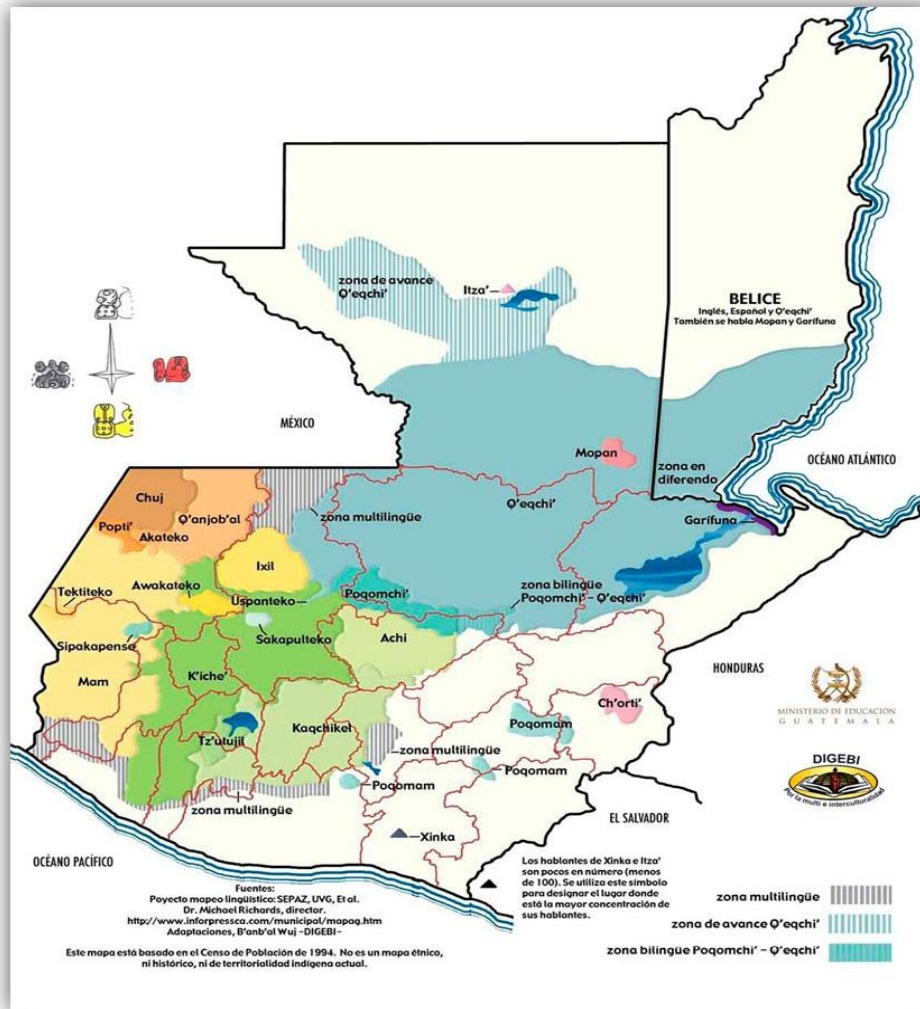 zona de avance
Q'eqchi'
Itza'
BELICE
Inglés, Español y Q'eqchi'
También se habla Mopan y Garífuna
MÉXICO
Mopan
zona en
diferendo
OCÉANO ATLÁNTICO
Chuj
Q'anjob'al
Popti'
Akateko
zona multilingüe
Q'eqchi'
Garífuna
Ixil
Awakateko
Tektiteko
Uspanteko
Poqomchi'
zona bilingüe
Poqomchi' - Q'eqchi'
Sipakapense
Sakapulteko
Achi
Mam
K'iche'
HONDURAS
Ch'orti'
MINISTERIO DE EDUCACIÓN
GUATEMALA
Kaqchikel
Poqomam
Tz'utujil
zona multilingüe
Poqomam
Poqomam
DIGEBI
Por la multi e interculturalidad
zona multilingüe
EL SALVADOR
Xinka
OCÉANO PACÍFICO
Los hablantes de Xinka e Itza'
son pocos en número (menos
de 100). Se utiliza este símbolo
para designar el lugar donde
está la mayor concentración de
sus hablantes.
Fuentes:
Poyecto mapeo lingüístico: SEPAZ, UVG, Et al.
Dr. Michael Richards, director.
http://www.inforpressca.com/municipal/mapag.htm
Adaptaciones, B'anb'al Wuj -DIGEBI-
Este mapa está basado en el Censo de Población de 1994. No es un mapa étnico,
ni histórico, ni de territorialidad indígena actual.
zona multilingüe
zona de avance Q'eqchi'
zona bilingüe Poqomchi' - Q'eqchi'